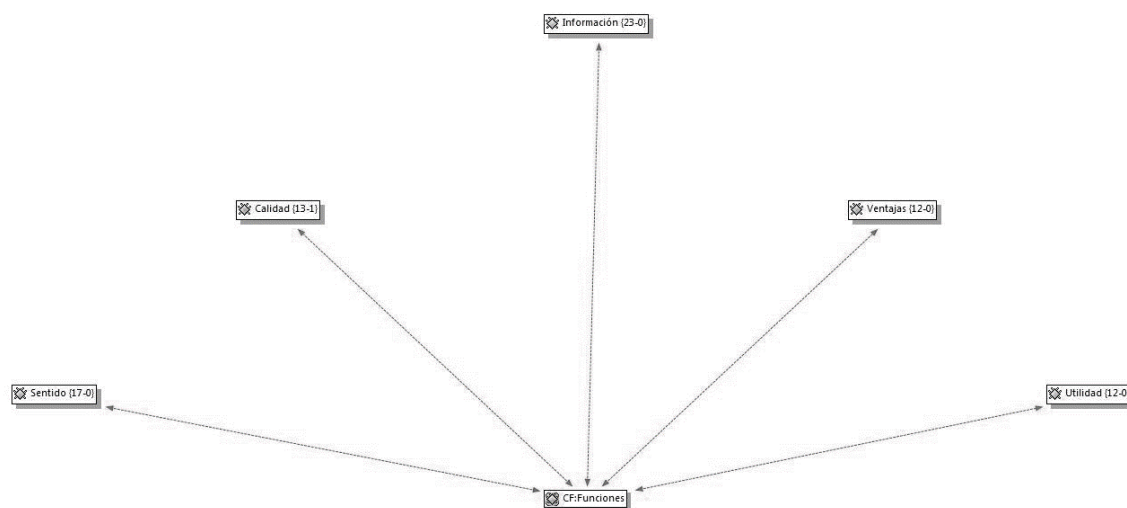 Información {23-0}
Calidad {13-1}
Ventajas {12-0}
Sentido {17-0}
Utilidad {12-0
CF:Funciones